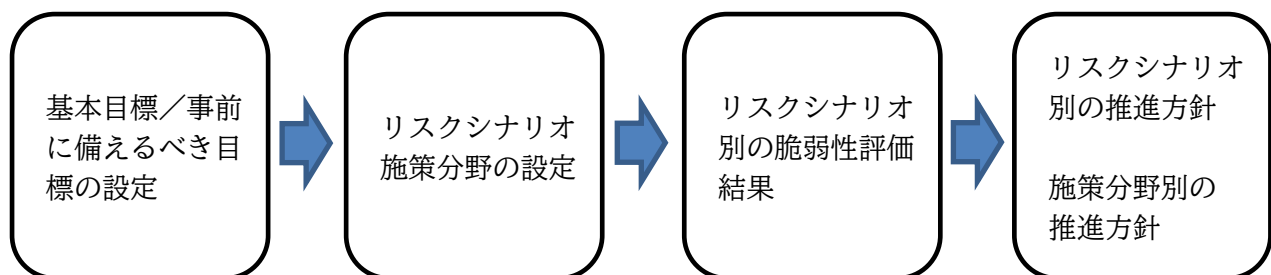 基本目標／事前
に備えるべき目
標の設定
リスクシナリオ
施策分野の設定
リスクシナリオ
別の脆弱性評価
結果
リスクシナリオ
別の推進方針
施策分野別の
推進方針